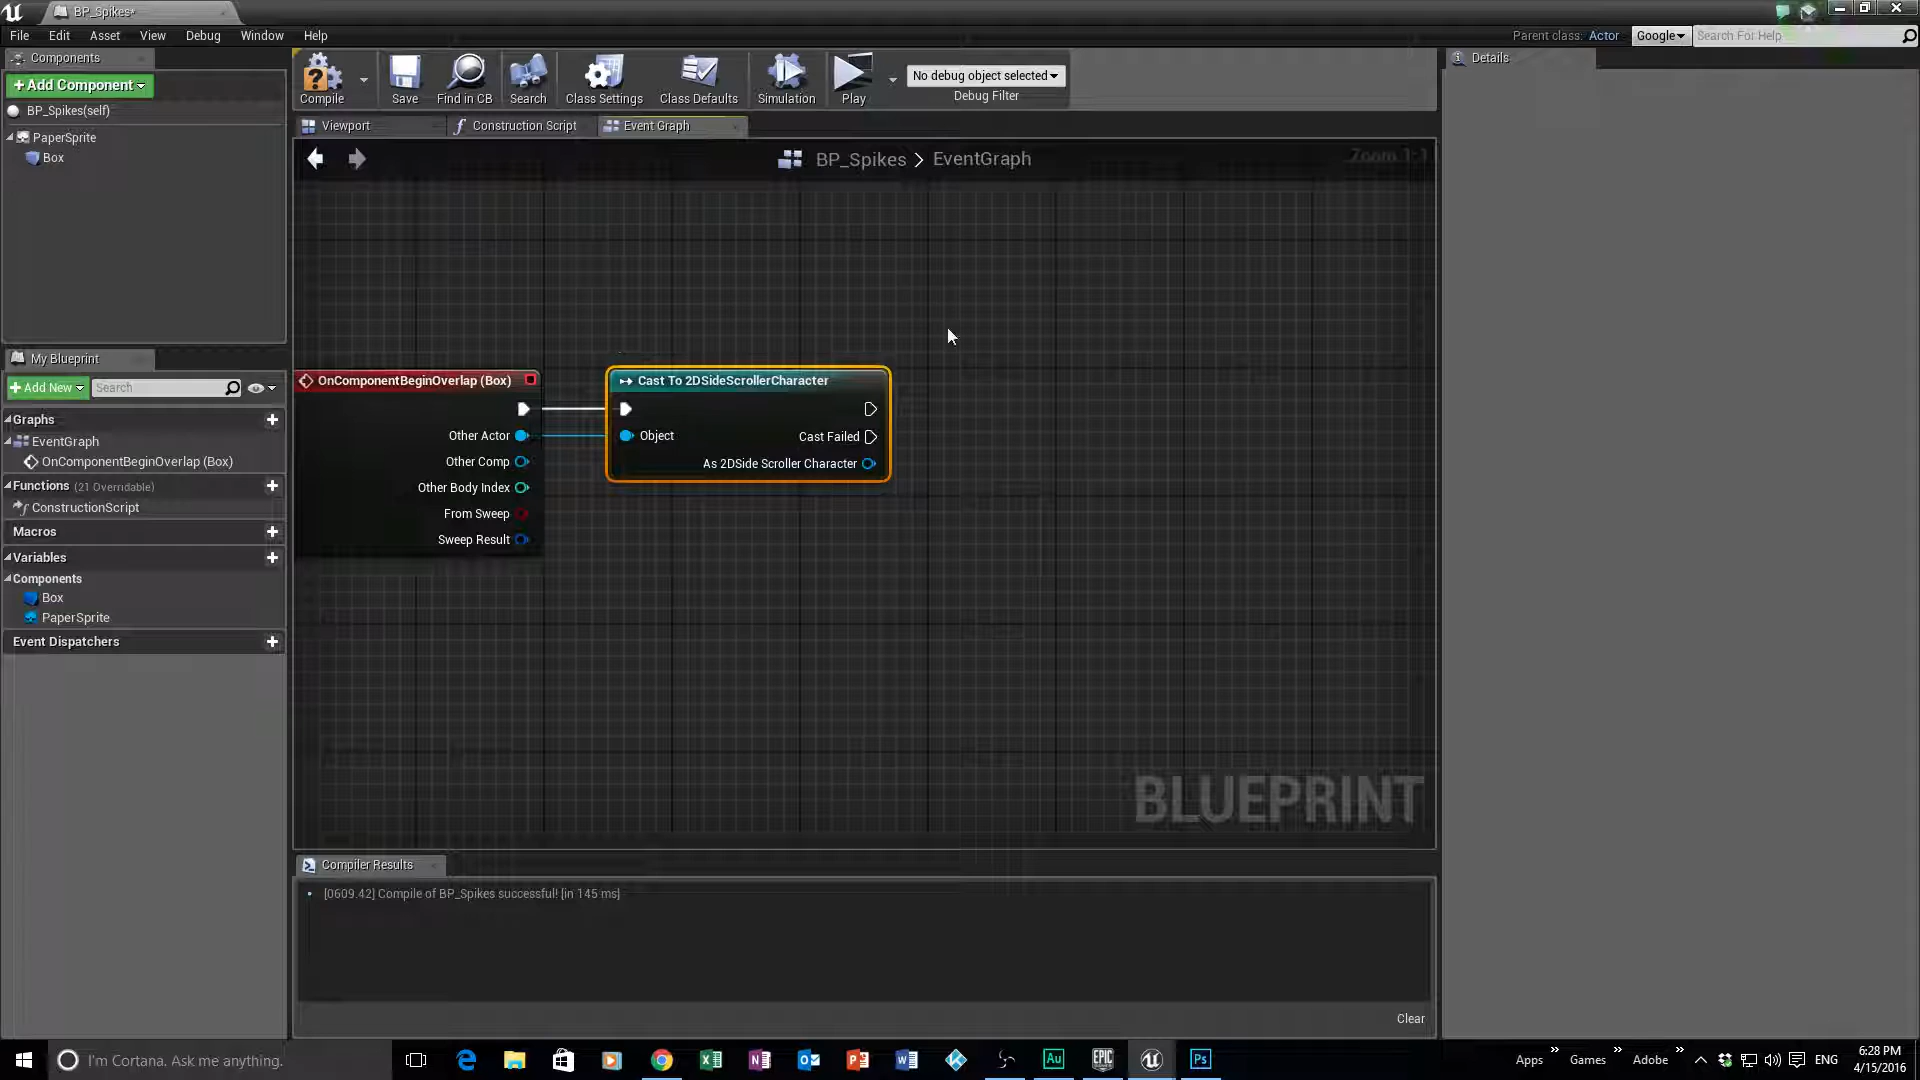 BP_Spikes*
File Edit Asset View Debug Window Help
Parent class: Actor
Google
Search For Help
Components
+Add Component
BP_Spikes(self)
PaperSprite
Box
Compile
Save
Find in CB
Search
Class Settings
Class Defaults
Simulation
Play
No debug object selected
Debug Filter
Details
Viewport
Construction Script
Event Graph
BP_Spikes > EventGraph
Zoom 1:1
OnComponentBeginOverlap (Box)
Other Actor
Other Comp
Other Body Index
From Sweep
Sweep Result
Cast To 2DSideScrollerCharacter
Object
Cast Failed
As 2DSide Scroller Character
BLUEPRINT
My Blueprint
+Add New
Search
Graphs
EventGraph
OnComponentBeginOverlap (Box)
Functions (21 Overridable)
ConstructionScript
Macros
Variables
Components
Box
PaperSprite
Event Dispatchers
Compiler Results
[0609.42] Compile of BP_Spikes successful! [in 145 ms]
Clear
I'm Cortana. Ask me anything.
Au
EPIC
Ps
Apps
Games
Adobe
ENG
6:28 PM
4/15/2016